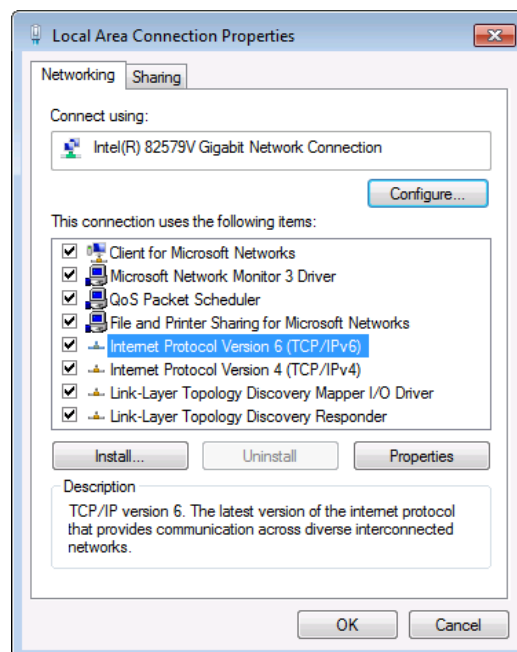 Local Area Connection Properties
Networking
Sharing
Connect using:
Intel(R) 82579V Gigabit Network Connection
Configure...
This connection uses the following items:
Client for Microsoft Networks
Microsoft Network Monitor 3 Driver
QoS Packet Scheduler
File and Printer Sharing for Microsoft Networks
Internet Protocol Version 6 (TCP/IPv6)
Internet Protocol Version 4 (TCP/IPv4)
Link-Layer Topology Discovery Mapper I/O Driver
Link-Layer Topology Discovery Responder
Install...
Uninstall
Properties
Description
TCP/IP version 6. The latest version of the internet protocol
that provides communication across diverse interconnected
networks.
OK
Cancel